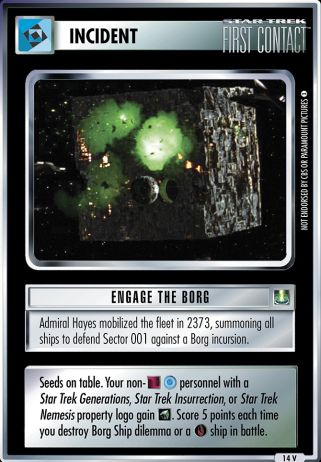 INCIDENT
STAR TREK
FIRST CONTACT
NOT ENDORSED BY CBS OR PARAMOUNT PICTURES
ENGAGE THE BORG
Admiral Hayes mobilized the fleet in 2373, summoning all
ships to defend Sector 001 against a Borg incursion.
Seeds on table. Your non- personnel with a
Star Trek Generations, Star Trek Insurrection, or Star Trek
Nemesis property logo gain . Score 5 points each time
you destroy Borg Ship dilemma or a ship in battle.
14 V